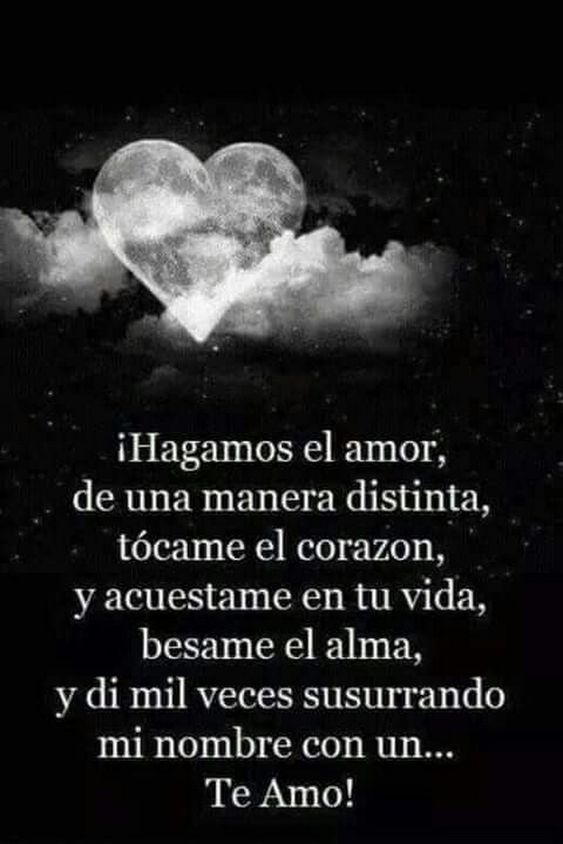 ¡Hagamos el amor,
de una manera distinta,
tócame el corazon,
y acuestame en tu vida,
besame el alma,
y di mil veces susurrando
mi nombre con un...
Te Amo!